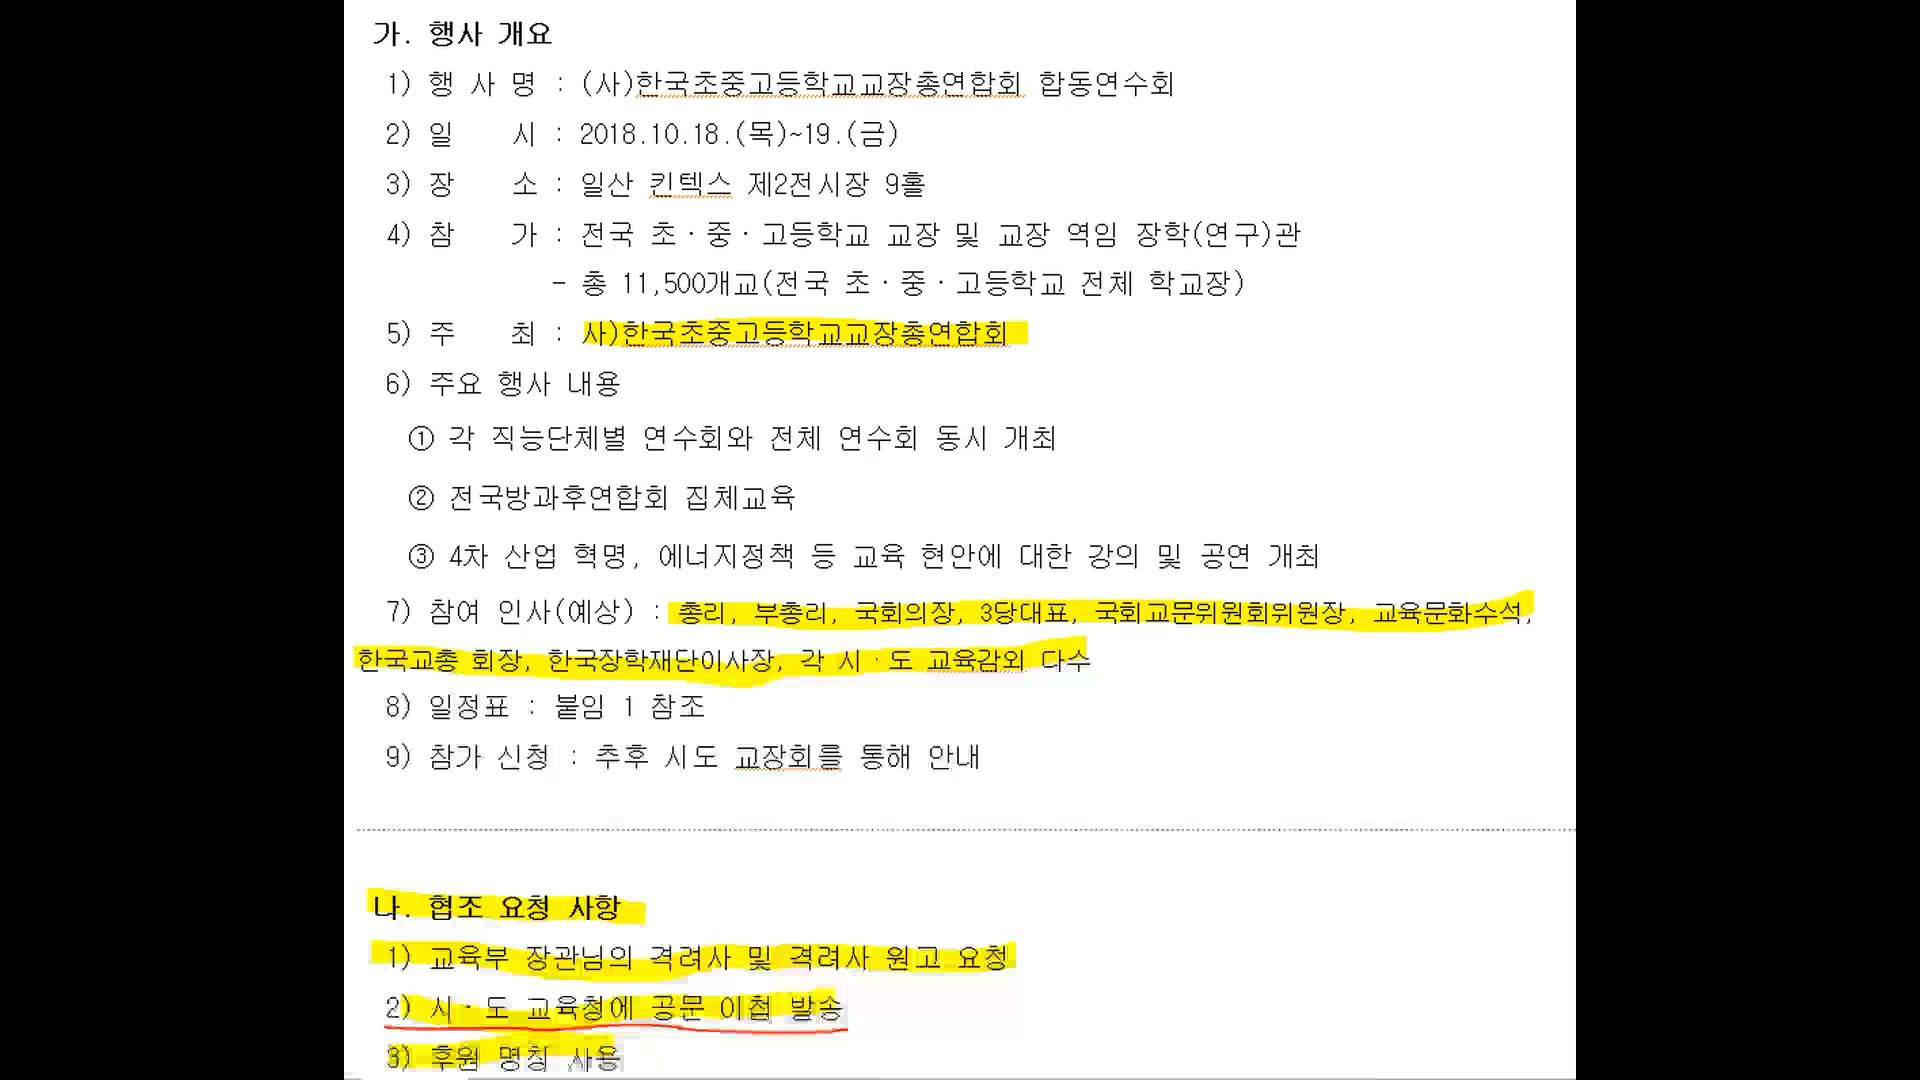 가. 행사 개요
1) 행 사 명 : (사)한국초중고등학교교장총연합회 합동연수회
2) 일 시 : 2018.10.18.(목)~19.(금)
3) 장 소 : 일산 킨텍스 제2전시장 9홀
4) 참 가 : 전국 초·중·고등학교 교장 및 교장 역임 장학(연구)관
- 총 11,500개교(전국 초·중·고등학교 전체 학교장)
5) 주 최 : 사)한국초중고등학교교장총연합회
6) 주요 행사 내용
① 각 직능단체별 연수회와 전체 연수회 동시 개최
② 전국방과후연합회 집체교육
③ 4차 산업 혁명, 에너지정책 등 교육 현안에 대한 강의 및 공연 개최
7) 참여 인사(예상) : 총리, 부총리, 국회의장, 3당대표, 국회교문위원회위원장, 교육문화수석,
한국교총 회장, 한국장학재단이사장, 각 시·도 교육감외 다수
8) 일정표 : 붙임 1 참조
9) 참가 신청 : 추후 시도 교장회를 통해 안내
나. 협조 요청 사항
1) 교육부 장관님의 격려사 및 격려사 원고 요청
2) 시·도 교육청에 공문 이첩 발송
3) 후원 명칭 사용